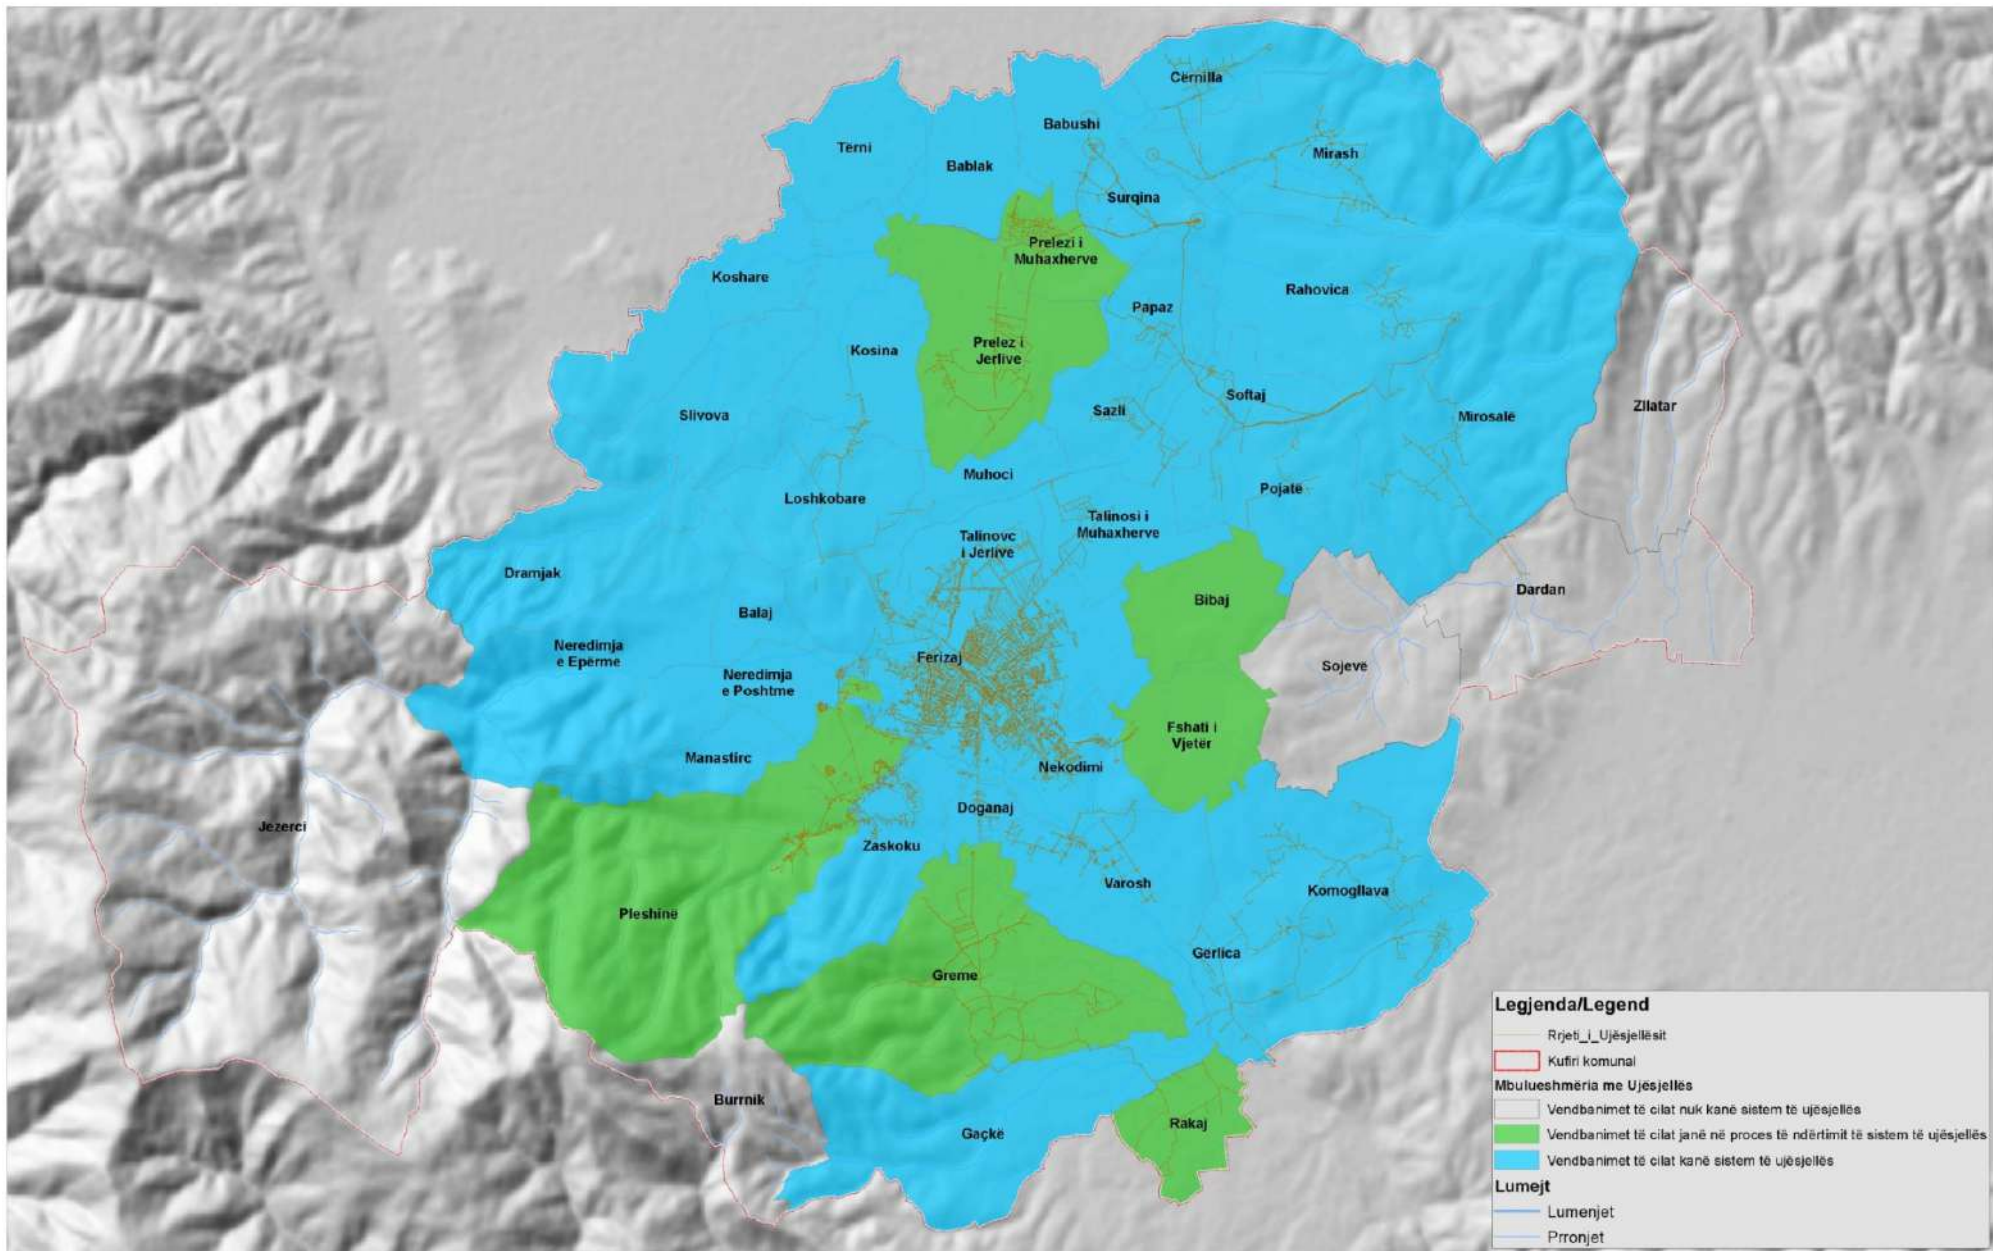 Cërnilla
Babushi
Tërni
Bablak
Mirash
Surqina
Prelezi i
Muhaxherve
Koshare
Rahovica
Papaz
Kosina
Prelez i
Jerlive
Softaj
Zllatar
Slivova
Sazli
Mirosalë
Muhoci
Loshkobare
Pojatë
Talinosi i
Muhaxherve
Talinovc
i Jerlive
Dramjak
Dardan
Bibaj
Balaj
Neredimja
e Epërme
Ferizaj
Sojevë
Neredimja
e Poshtme
Fshati i
Vjetër
Manastirc
Nekodimi
Doganaj
Jezerci
Zaskoku
Varosh
Komogllava
Pleshinë
Gërlica
Greme
Burrnik
Gaçkë
Rakaj
Legjenda/Legend
Rrjeti_i_Ujësjellësit
Kufiri komunal
Mbulueshmëria me Ujësjellës
Vendbanimet të cilat nuk kanë sistem të ujësjellës
Vendbanimet të cilat janë në proces të ndërtimit të sistem të ujësjellës
Vendbanimet të cilat kanë sistem të ujësjellës
Lumejt
Lumenjet
Prronjet